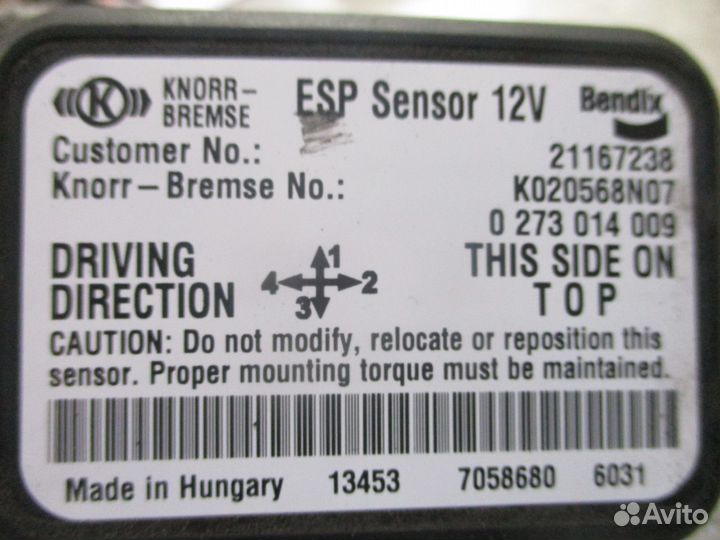 KNORR-
BREMSE
ESP Sensor 12V
Bendix
Customer No.: 21167238
Knorr-Bremse No.: K020568N07
0 273 014 009
DRIVING
DIRECTION
1
4 2
3
THIS SIDE ON
TOP
CAUTION: Do not modify, relocate or reposition this
sensor. Proper mounting torque must be maintained.
Made in Hungary 13453 7058680 6031
Avito